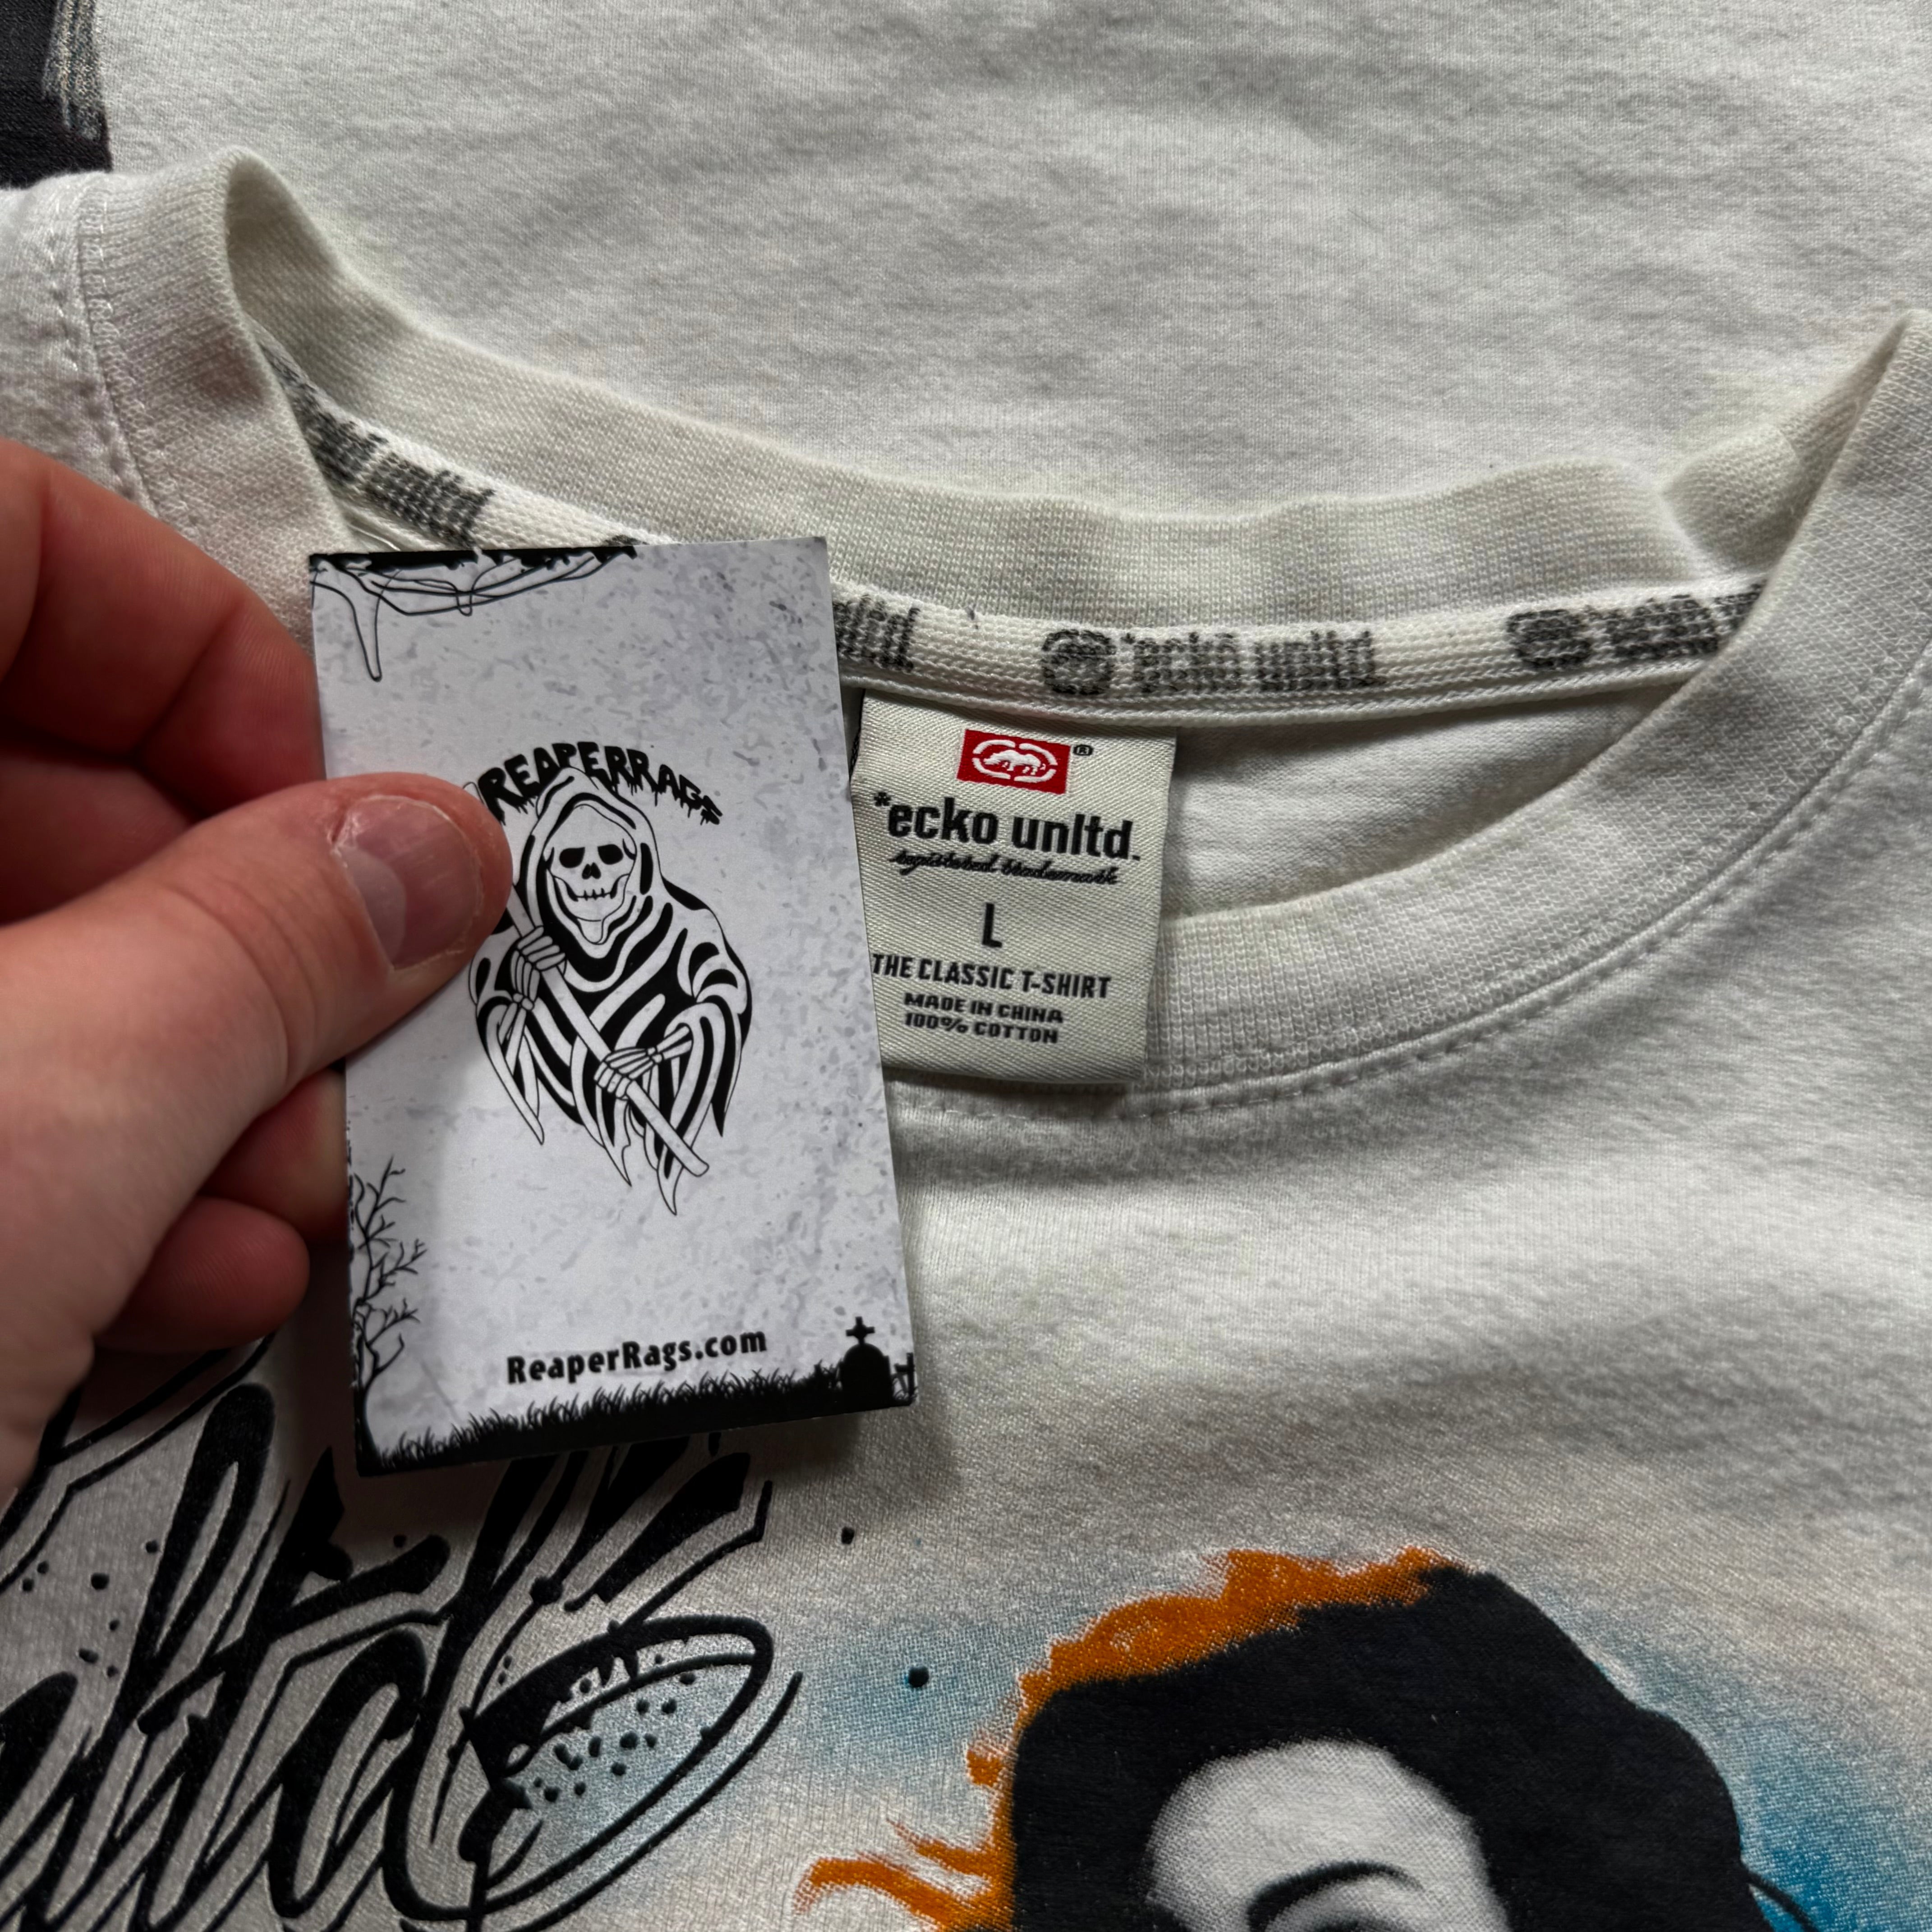 ecko unltd.
unltd.
*ecko unltd.
REAPERRAGS
ReaperRags.com
*ecko unltd.
registered trademark
L
THE CLASSIC T-SHIRT
MADE IN CHINA
100% COTTON